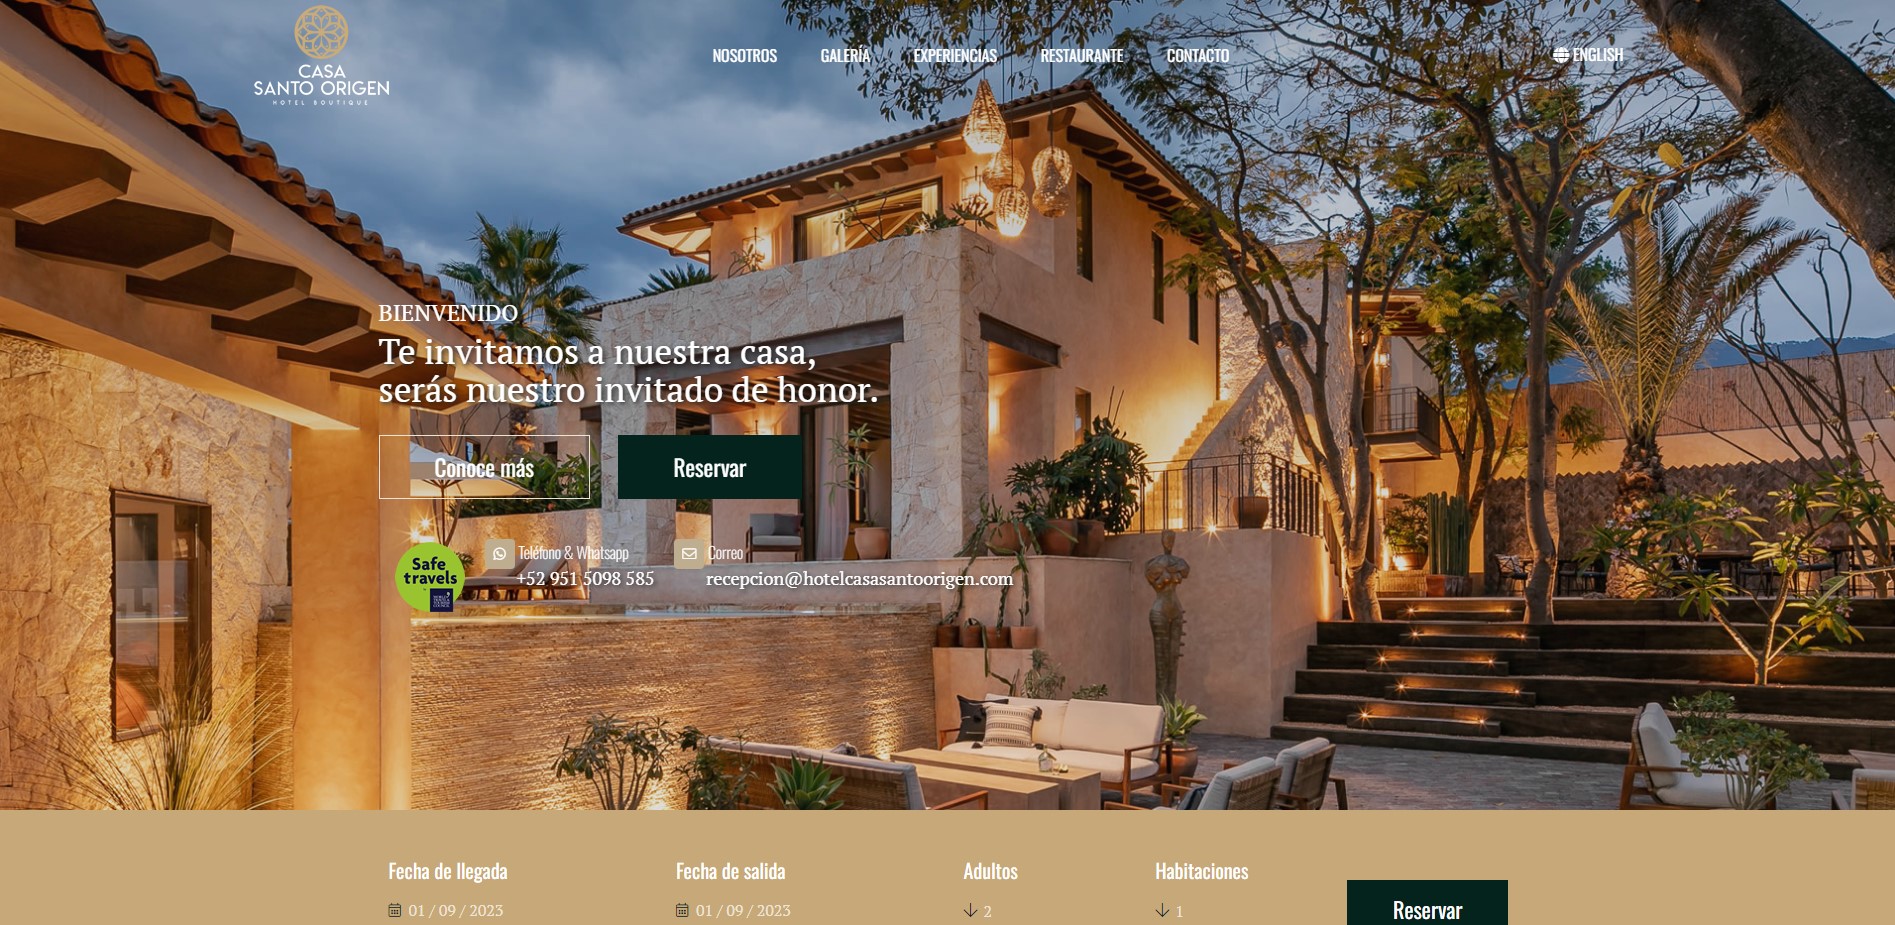 CASA
SANTO ORIGEN
HOTEL BOUTIQUE
NOSOTROS
GALERÍA
EXPERIENCIAS
RESTAURANTE
CONTACTO
ENGLISH
BIENVENIDO
Te invitamos a nuestra casa,
serás nuestro invitado de honor.
Conoce más
Reservar
Safe
travels
Teléfono & Whatsapp
+52 951 5098 585
Correo
recepcion@hotelcasasantoorigen.com
Fecha de llegada
01 / 09 / 2023
Fecha de salida
01 / 09 / 2023
Adultos
2
Habitaciones
1
Reservar